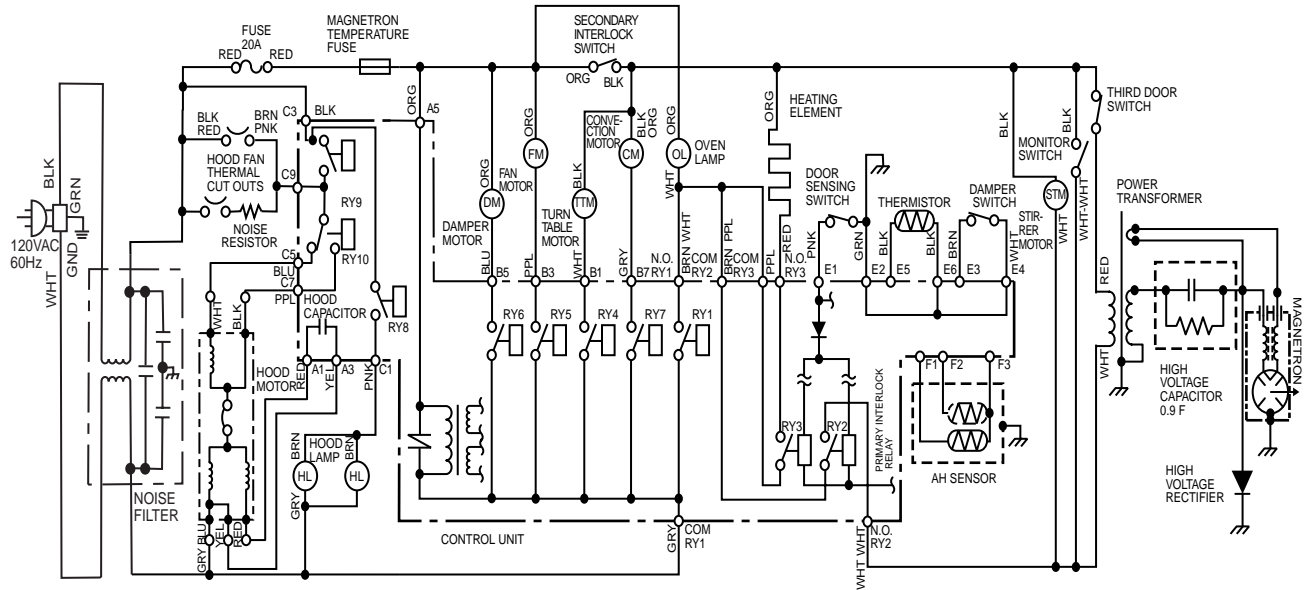 FUSE
20A
RED
RED
MAGNETRON
TEMPERATURE
FUSE
SECONDARY
INTERLOCK
SWITCH
ORG
BLK
BLK
RED
BRN
PNK
C3
BLK
ORG
A5
HOOD FAN
THERMAL
CUT OUTS
C9
NOISE
RESISTOR
RY9
RY10
C5
BLU
C7
PPL
HOOD
CAPACITOR
RY8
BLK
GRN
120VAC
60Hz
WHT
GND
WHT
BLK
HOOD
MOTOR
RED
A1
YEL
A3
PNK
C1
BRN
HOOD
LAMP
BRN
HL
HL
GRY
NOISE
FILTER
GRY
BLU
YEL
RED
ORG
FAN
MOTOR
DM
DAMPER
MOTOR
BLU
B5
ORG
FM
PPL
B3
BLK
TTM
TURN
TABLE
MOTOR
WHT
B1
CONVE-
CTION
MOTOR
BLK
ORG
CM
GRY
B7
ORG
OL
OVEN
LAMP
WHT
N.O.
RY1
BRN WHT
COM
RY2
BRN PPL
COM
RY3
PPL
ORG
HEATING
ELEMENT
RED
N.O.
RY3
DOOR
SENSING
SWITCH
PNK
E1
GRN
E2
THERMISTOR
BLK
E5
BLK
E6
DAMPER
SWITCH
BRN
E3
WHT
E4
BLK
STM
STIR-
RER
MOTOR
WHT
BLK
MONITOR
SWITCH
WHT-WHT
THIRD DOOR
SWITCH
POWER
TRANSFORMER
RED
WHT
RY6
RY5
RY4
RY7
RY1
RY3
RY2
PRIMARY INTERLOCK
RELAY
F1
F2
F3
AH SENSOR
HIGH
VOLTAGE
CAPACITOR
0.9 F
MAGNETRON
HIGH
VOLTAGE
RECTIFIER
CONTROL UNIT
GRY
COM
RY1
WHT WHT
N.O.
RY2